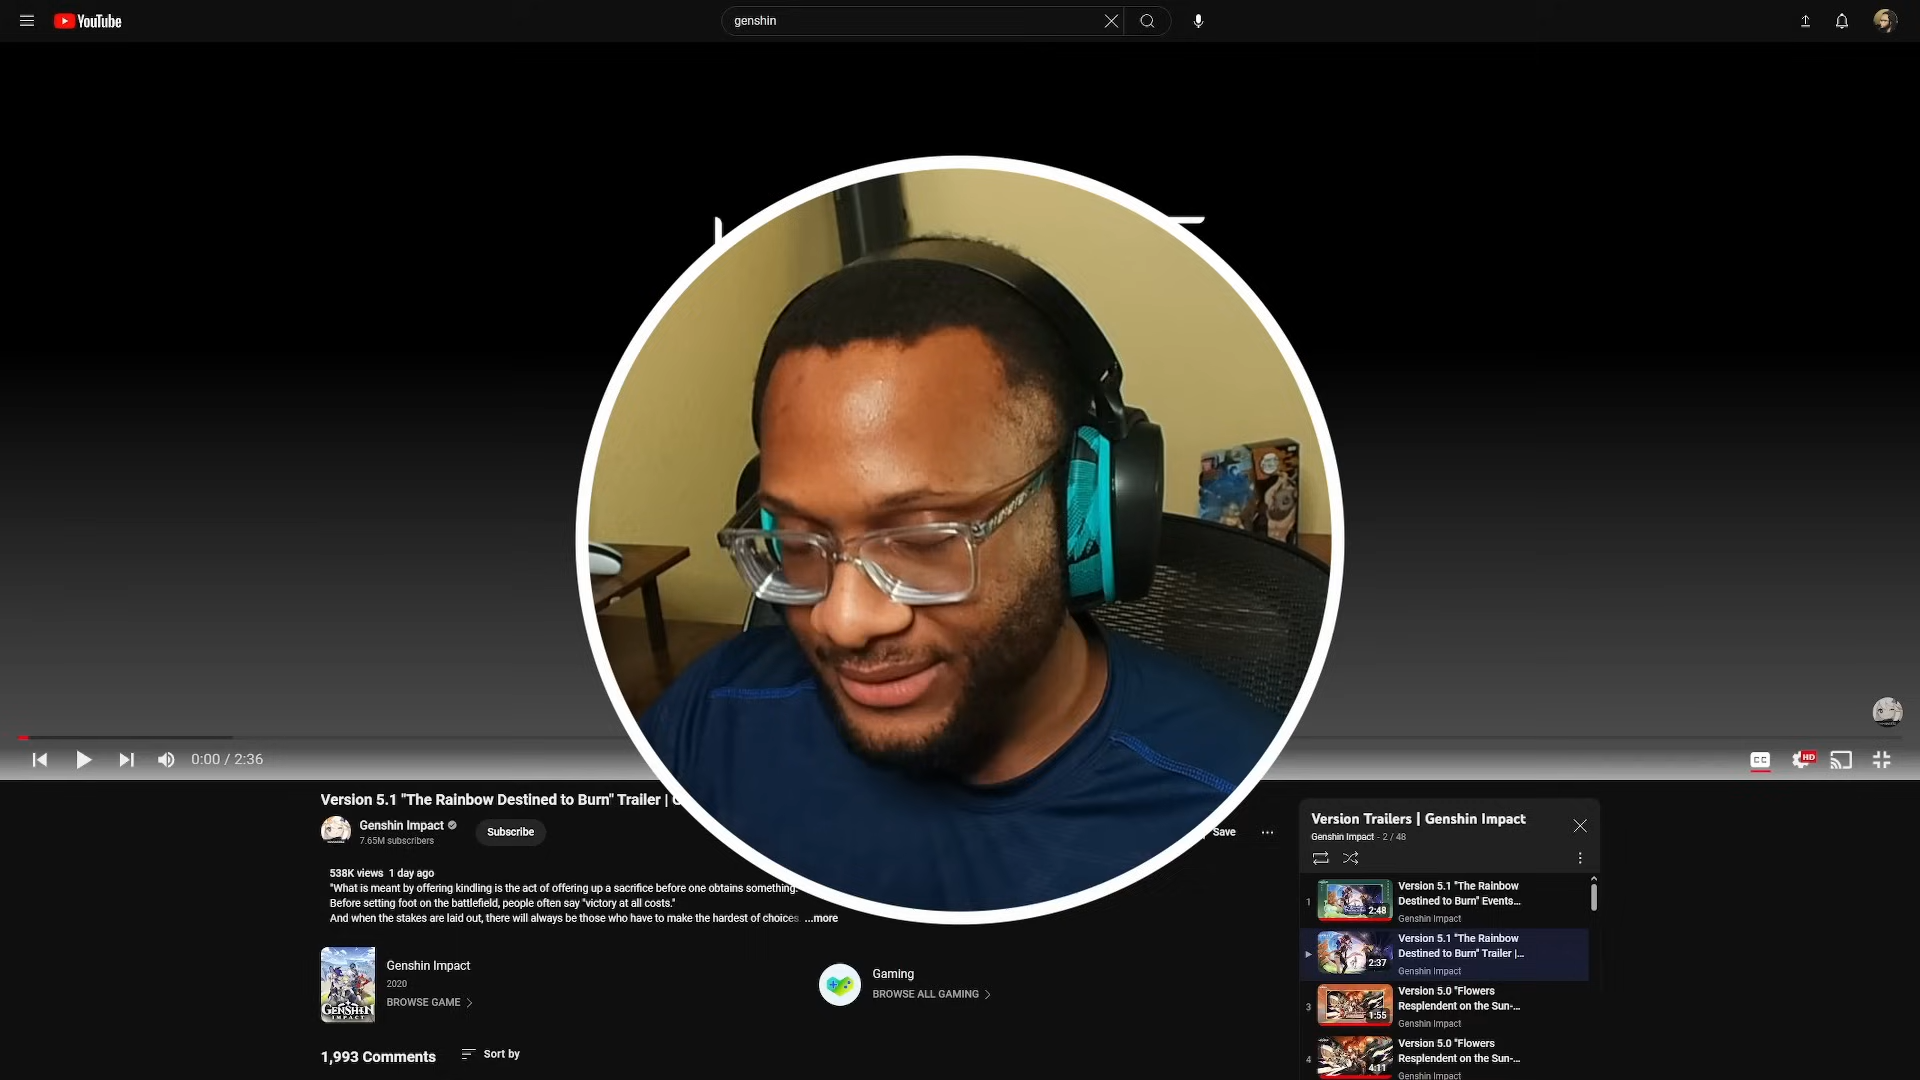 YouTube
genshin
0:00 / 2:36
CC
HD
Version 5.1 "The Rainbow Destined to Burn" Trailer |
Genshin Impact
7.65M subscribers
Subscribe
Save
538K views 1 day ago
"What is meant by offering kindling is the act of offering up a sacrifice before one obtains something.
Before setting foot on the battlefield, people often say "victory at all costs."
And when the stakes are laid out, there will always be those who have to make the hardest of choices. ...more
GENSHIN
IMPACT
Genshin Impact
2020
BROWSE GAME
Gaming
BROWSE ALL GAMING
1,993 Comments
Sort by
Version Trailers | Genshin Impact
Genshin Impact - 2 / 48
1
2:48
Version 5.1 "The Rainbow
Destined to Burn" Events...
Genshin Impact
2:37
Version 5.1 "The Rainbow
Destined to Burn" Trailer |...
Genshin Impact
3
1:55
Version 5.0 "Flowers
Resplendent on the Sun-...
Genshin Impact
4
4:11
Version 5.0 "Flowers
Resplendent on the Sun-...
Genshin Impact